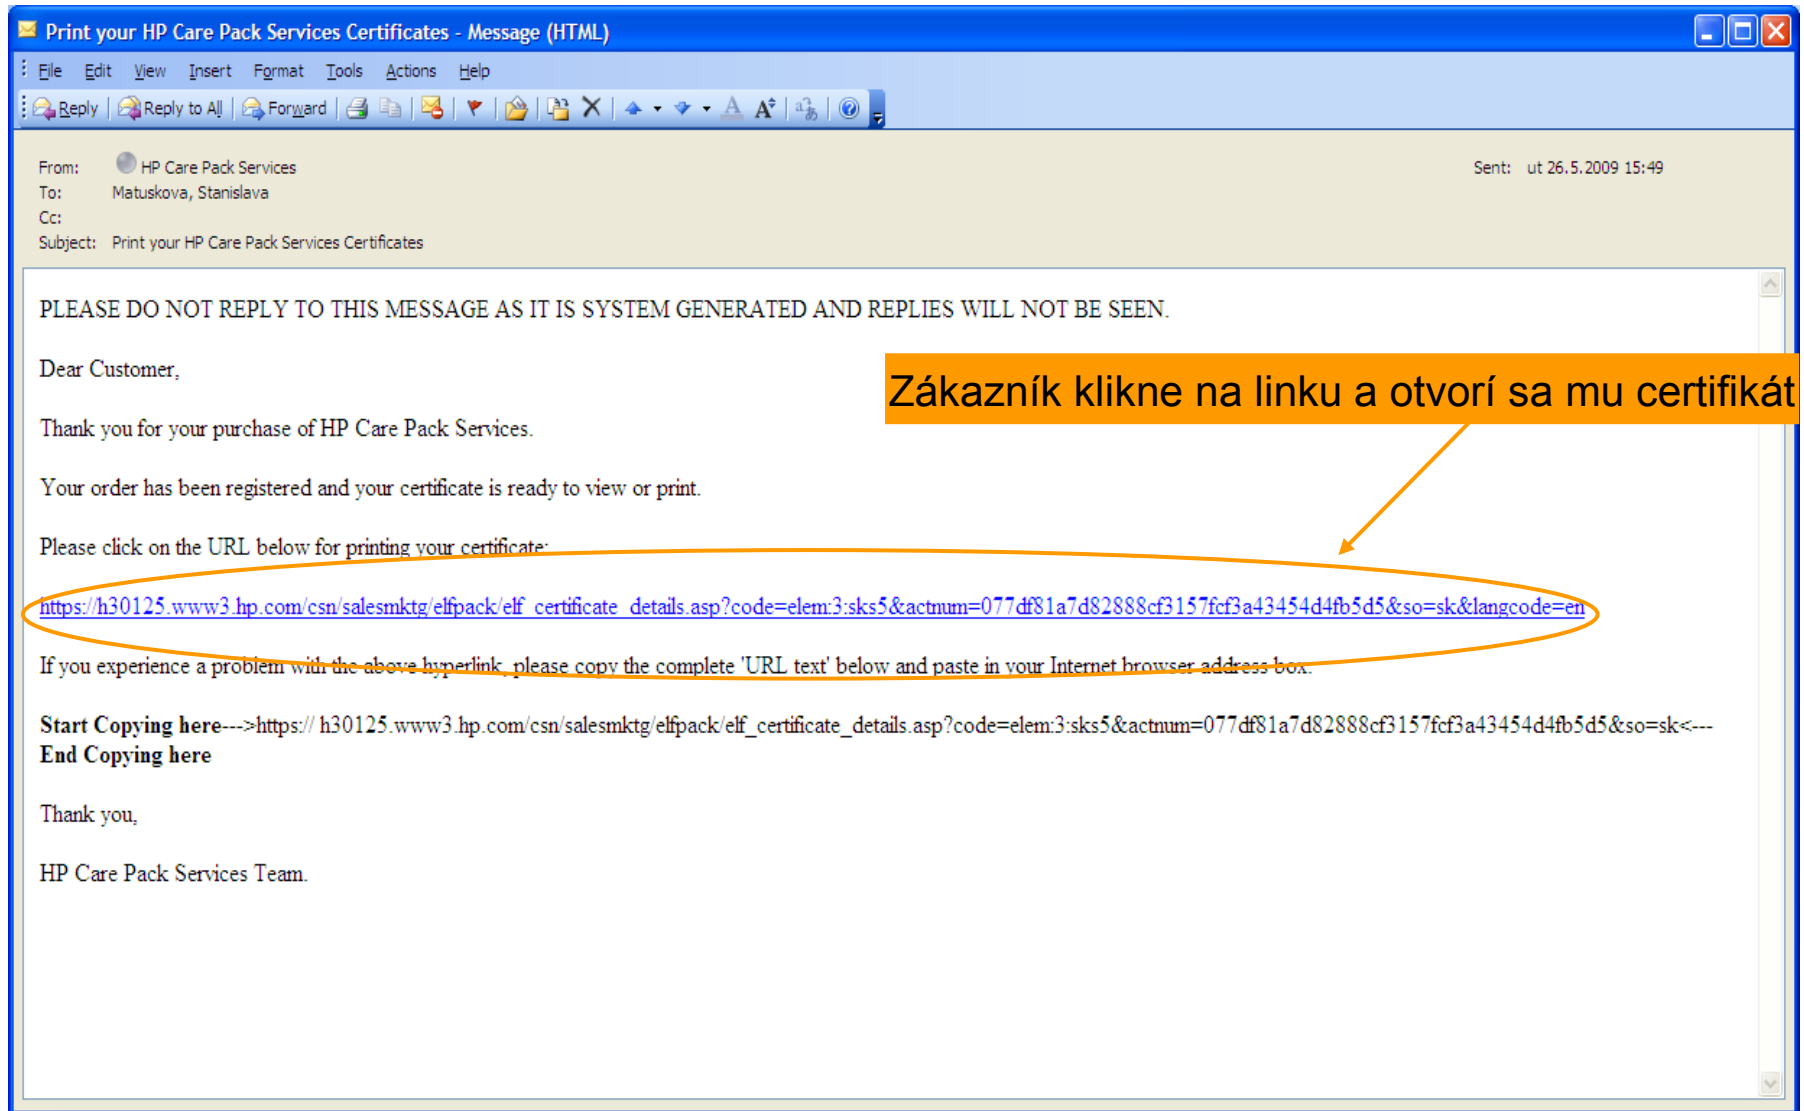 Print your HP Care Pack Services Certificates - Message (HTML)
File Edit View Insert Format Tools Actions Help
Reply Reply to All Forward
From: HP Care Pack Services Sent: ut 26.5.2009 15:49
To: Matuskova, Stanislava
Cc:
Subject: Print your HP Care Pack Services Certificates
PLEASE DO NOT REPLY TO THIS MESSAGE AS IT IS SYSTEM GENERATED AND REPLIES WILL NOT BE SEEN.
Dear Customer,
Zákazník klikne na linku a otvorí sa mu certifikát
Thank you for your purchase of HP Care Pack Services.
Your order has been registered and your certificate is ready to view or print.
Please click on the URL below for printing your certificate:
https://h30125.www3.hp.com/csn/salesmktg/elfpack/elf_certificate_details.asp?code=elem:3:sks5&actnum=077df81a7d82888cf3157fcf3a43454d4fb5d5&so=sk&langcode=en
If you experience a problem with the above hyperlink, please copy the complete 'URL text' below and paste in your Internet browser address box.
Start Copying here--->https:// h30125.www3.hp.com/csn/salesmktg/elfpack/elf_certificate_details.asp?code=elem:3:sks5&actnum=077df81a7d82888cf3157fcf3a43454d4fb5d5&so=sk<---
End Copying here
Thank you,
HP Care Pack Services Team.